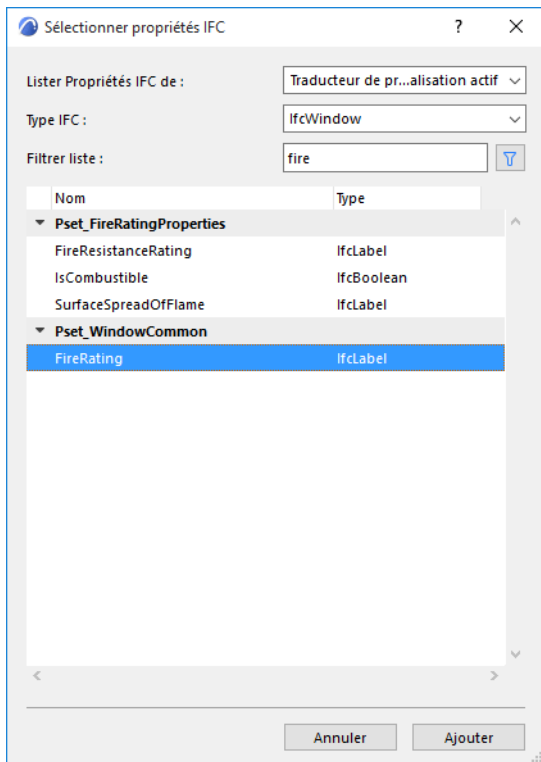 Sélectionner propriétés IFC ?
Lister Propriétés IFC de : Traducteur de pr...alisation actif
Type IFC : IfcWindow
Filtrer liste : fire
Nom Type
Pset_FireRatingProperties
FireResistanceRating IfcLabel
IsCombustible IfcBoolean
SurfaceSpreadOfFlame IfcLabel
Pset_WindowCommon
FireRating IfcLabel
Annuler Ajouter